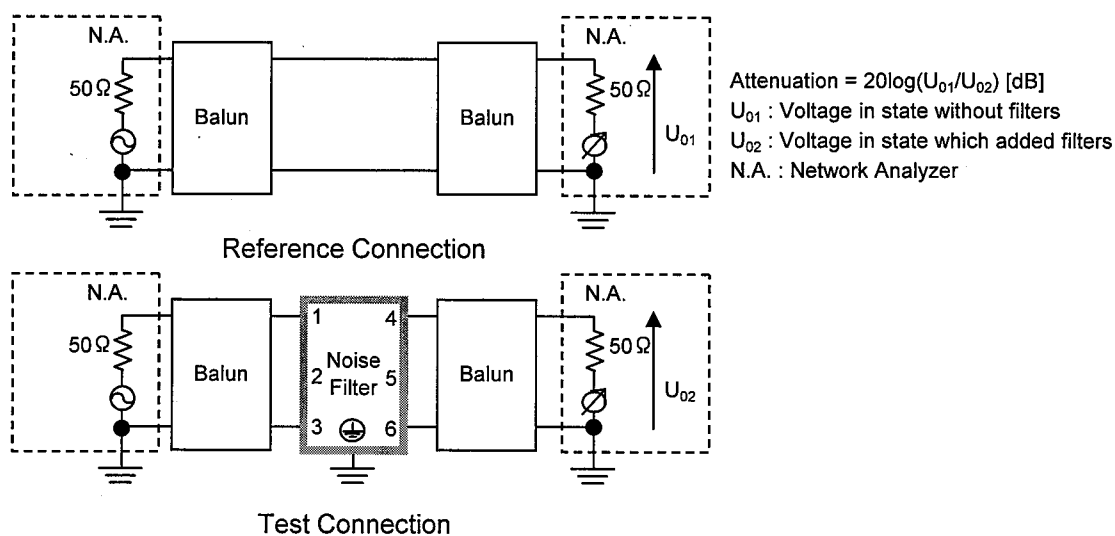 N.A.
50Ω
Balun
Balun
N.A.
50Ω
U01
Attenuation = 20log(U01/U02) [dB]
U01 : Voltage in state without filters
U02 : Voltage in state which added filters
N.A. : Network Analyzer
Reference Connection
N.A.
50Ω
Balun
1 4
2 Noise Filter 5
3 6
Balun
N.A.
50Ω
U02
Test Connection